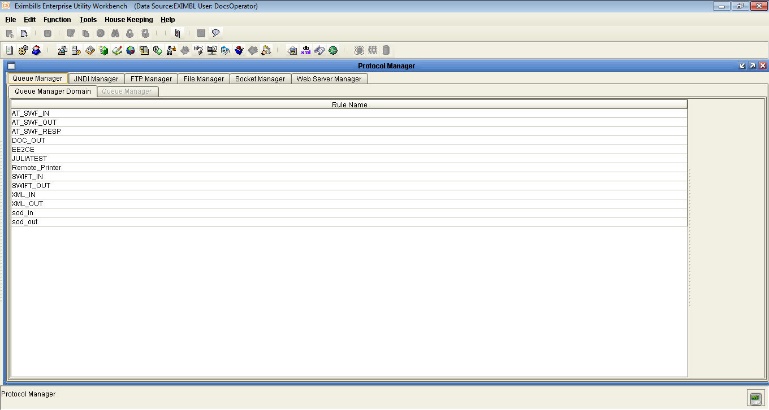 Eximbills Enterprise Utility Workbench (Data Source:EXIMBL User: DocsOperator)
File Edit Function Tools House Keeping Help
Protocol Manager
Queue Manager JNDI Manager FTP Manager File Manager Socket Manager Web Server Manager
Queue Manager Domain Queue Manager
Rule Name
AT_SWF_IN
AT_SWF_OUT
AT_SWF_RESP
DOC_OUT
EE2CE
JULIATEST
Remote_Printer
SWIFT_IN
SWIFT_OUT
XML_IN
XML_OUT
scd_in
scd_out
Protocol Manager